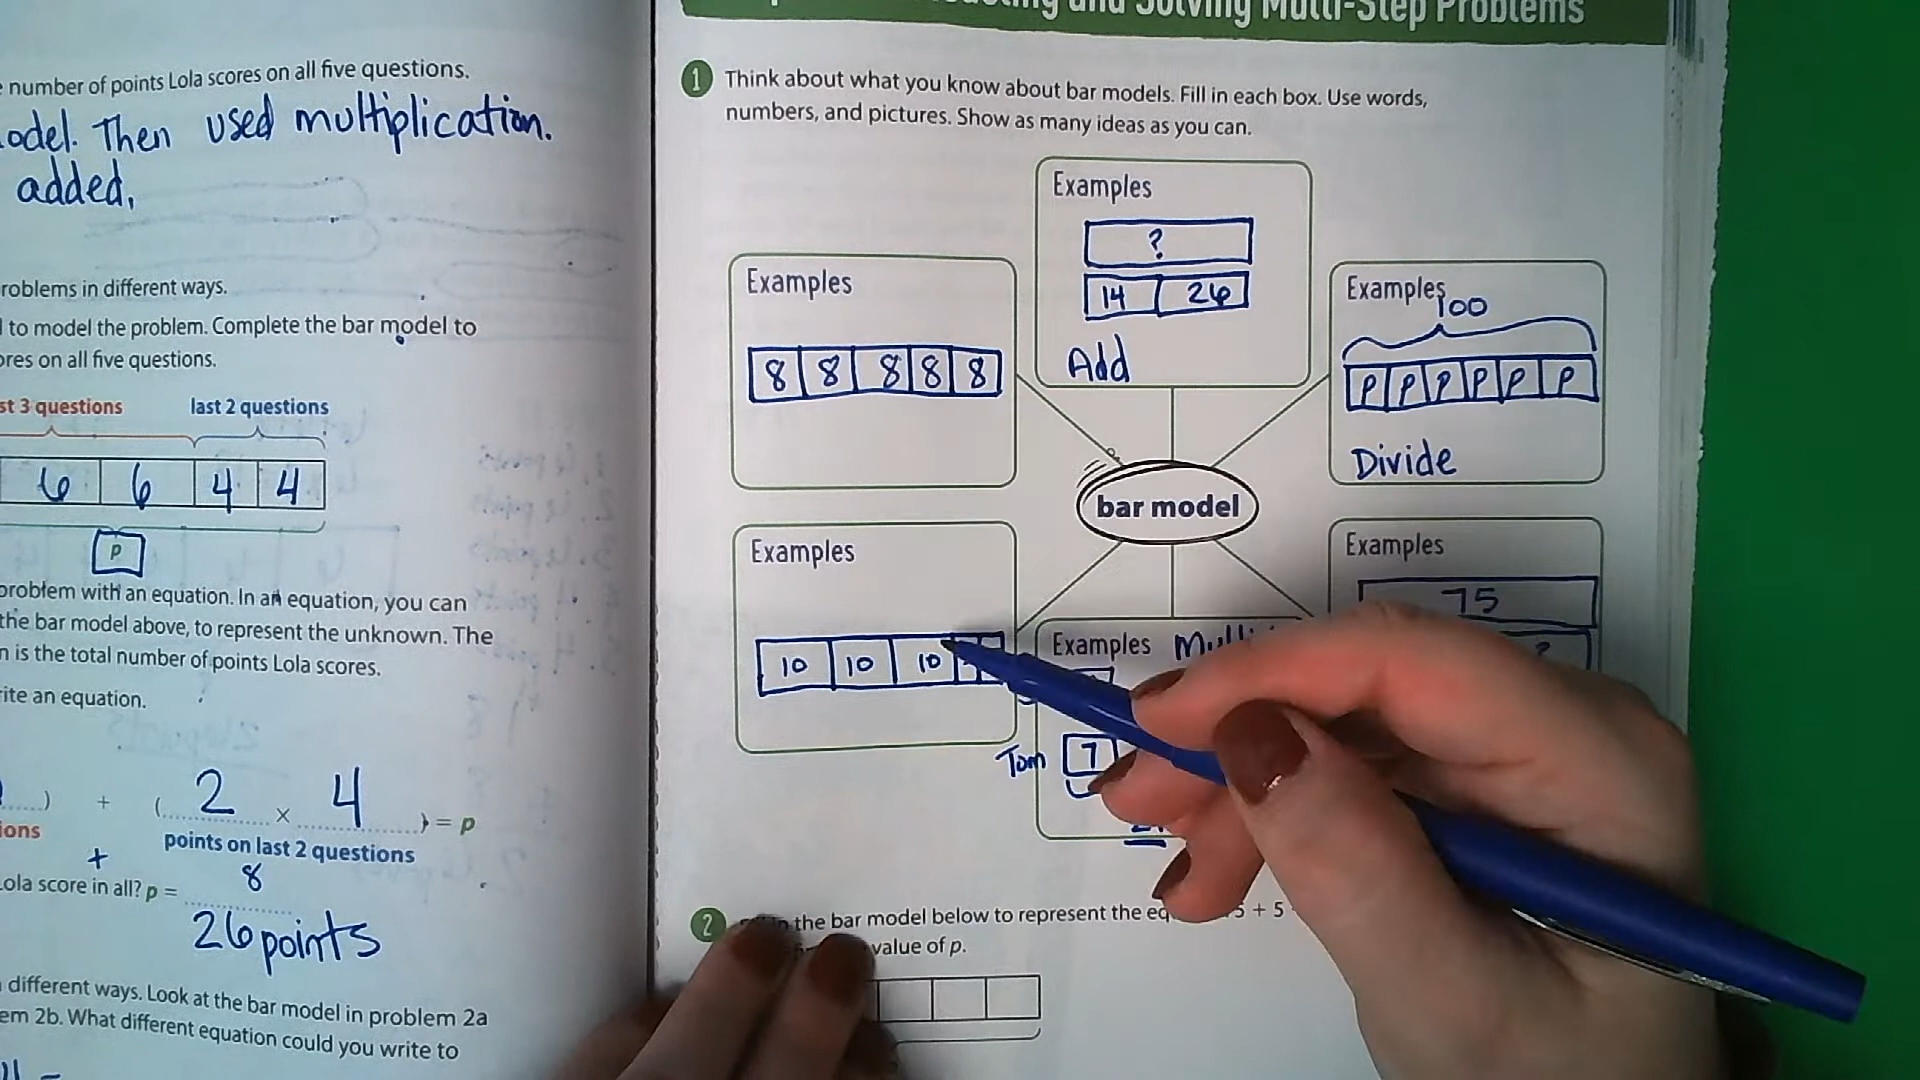 number of points Lola scores on all five questions.
Then used multiplication.
added.
in different ways.
to model the problem. Complete the bar model to
on all five questions.
3 questions last 2 questions
6 6 4 4
p
problem with an equation. In an equation, you can
the bar model above, to represent the unknown. The
is the total number of points Lola scores.
an equation.
) + ( 2 × 4 ) = p
points on last 2 questions
+ 8
Lola score in all? p =
26 points
different ways. Look at the bar model in problem 2a
2b. What different equation could you write to
and Solving Multi-Step Problems
1 Think about what you know about bar models. Fill in each box. Use words,
numbers, and pictures. Show as many ideas as you can.
Examples
?
14 26
Add
Examples
8 8 8 8 8
Examples
100
p p p p p p
Divide
bar model
Examples
10 10 10
Examples
Tom 7
Examples
75
?
2 the bar model below to represent the 5 + 5
value of p.